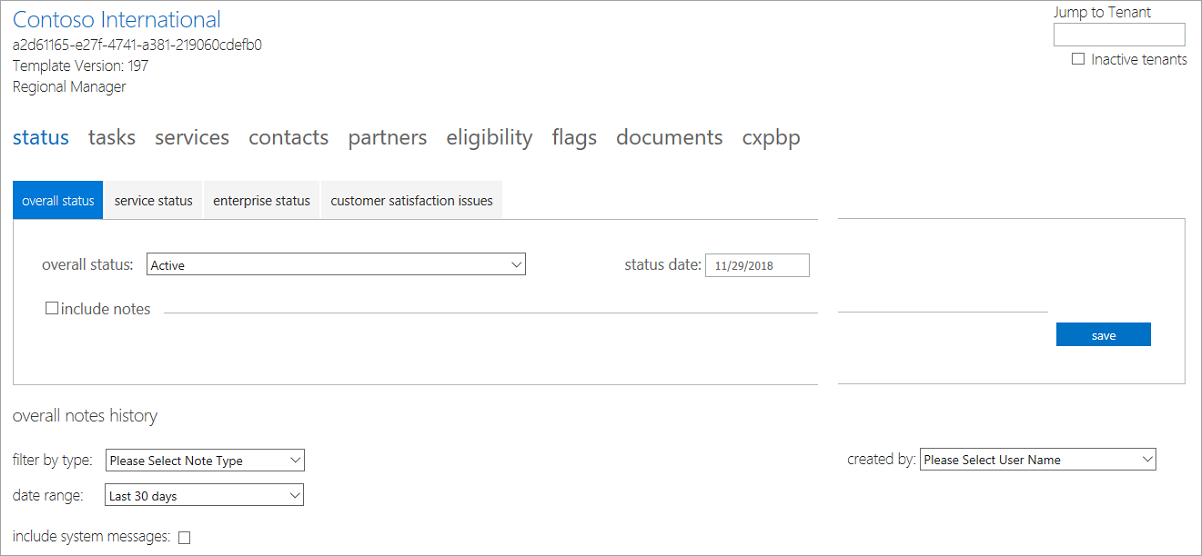 Contoso International
a2d61165-e27f-4741-a381-219060cdefb0
Template Version: 197
Regional Manager
Jump to Tenant
Inactive tenants
status tasks services contacts partners eligibility flags documents cxpbp
overall status service status enterprise status customer satisfaction issues
overall status: Active status date: 11/29/2018
include notes
save
overall notes history
filter by type: Please Select Note Type created by: Please Select User Name
date range: Last 30 days
include system messages: